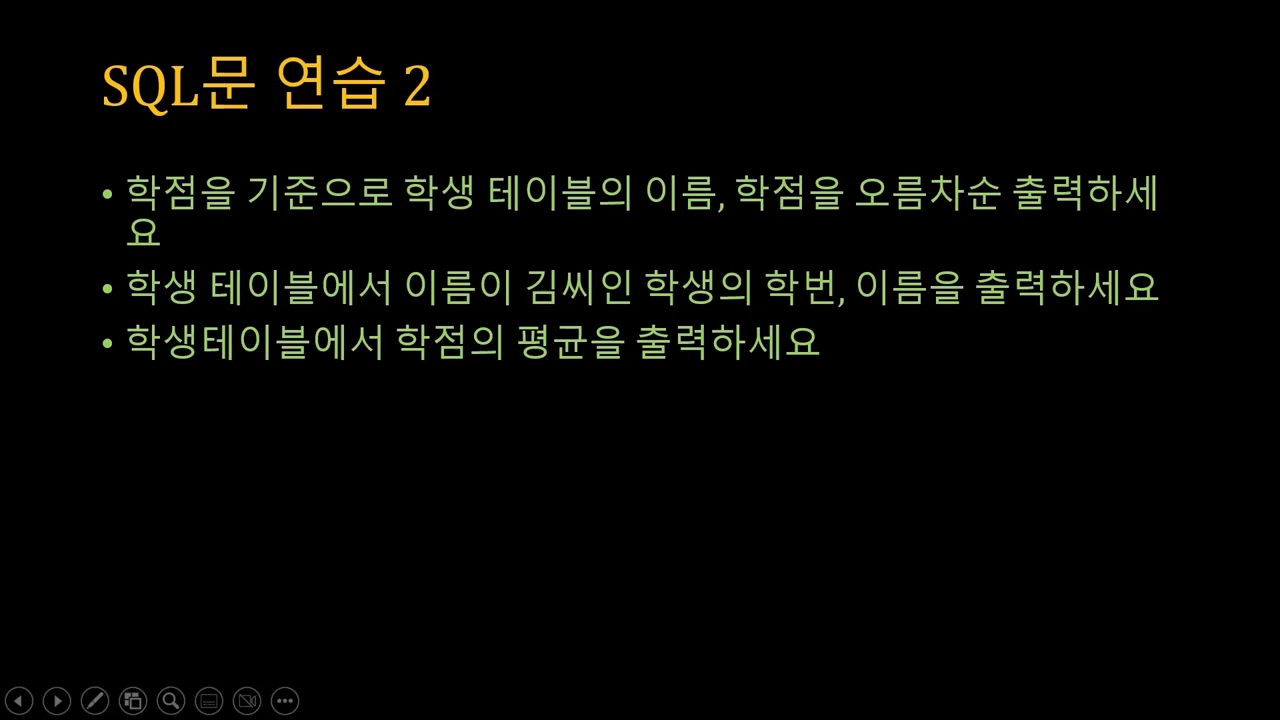 SQL문 연습 2
• 학점을 기준으로 학생 테이블의 이름, 학점을 오름차순 출력하세
요
• 학생 테이블에서 이름이 김씨인 학생의 학번, 이름을 출력하세요
• 학생테이블에서 학점의 평균을 출력하세요